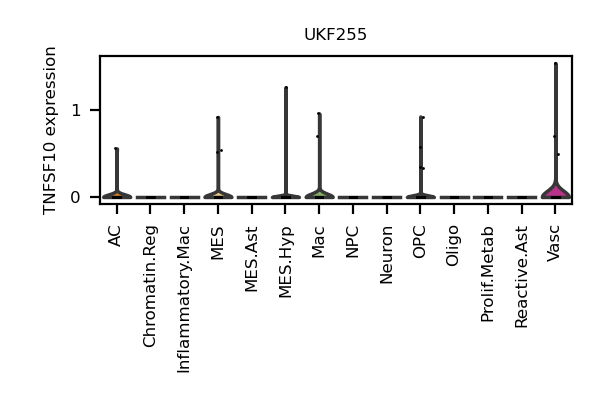 UKF255
TNFSF10 expression
1
0
AC
Chromatin.Reg
Inflammatory.Mac
MES
MES.Ast
MES.Hyp
Mac
NPC
Neuron
OPC
Oligo
Prolif.Metab
Reactive.Ast
Vasc